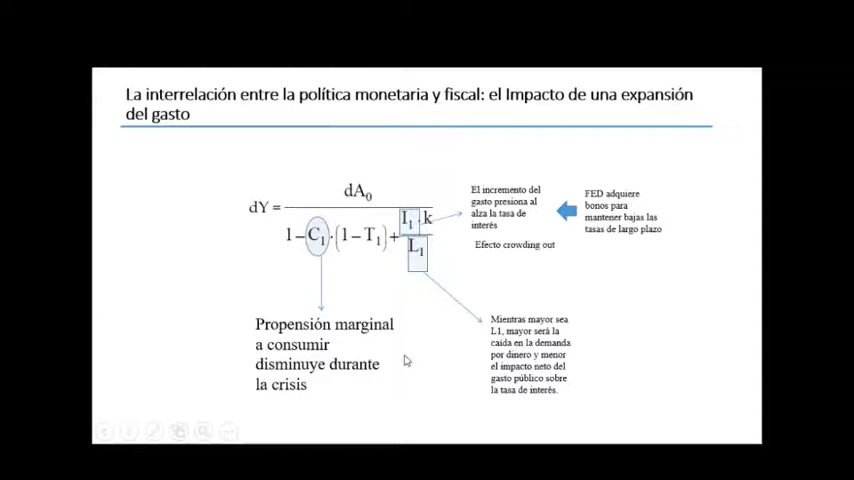 La interrelación entre la política monetaria y fiscal: el Impacto de una expansión
del gasto
dY = dA₀ / (1 – C₁ · (1 – T₁) + (I₁ · k) / L₁)
El incremento del
gasto presiona al
alza la tasa de
interés
Efecto crowding out
FED adquiere
bonos para
mantener bajas las
tasas de largo plazo
Propensión marginal
a consumir
disminuye durante
la crisis
Mientras mayor sea
L1, mayor será la
caída en la demanda
por dinero y menor
el impacto neto del
gasto público sobre
la tasa de interés.